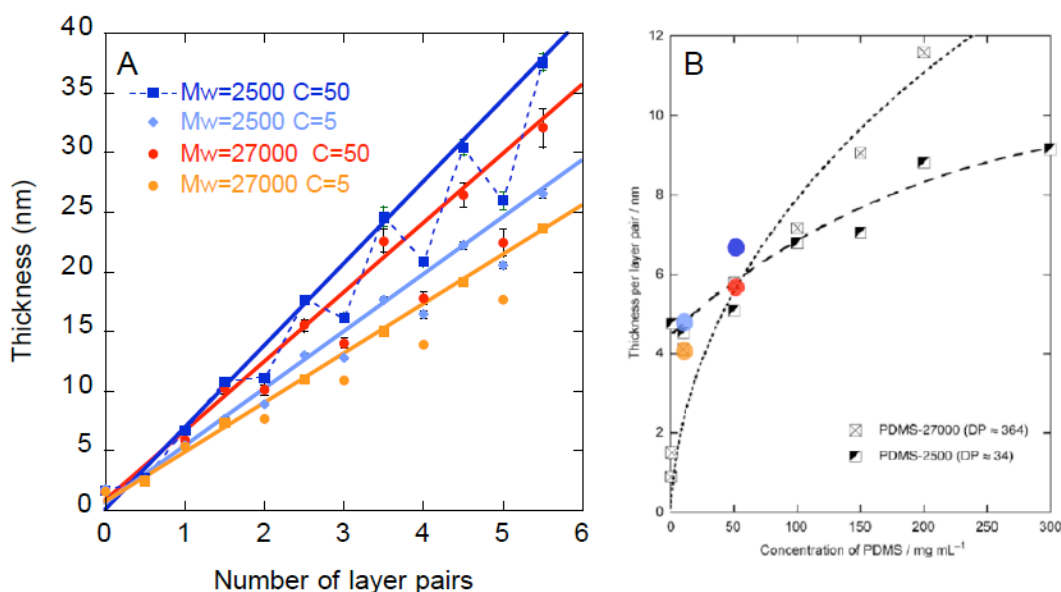 A
Mw=2500 C=50
Mw=2500 C=5
Mw=27000 C=50
Mw=27000 C=5
Thickness (nm)
40
35
30
25
20
15
10
5
0
0 1 2 3 4 5 6
Number of layer pairs
B
Thickness per layer pair / nm
12
10
8
6
4
2
0
PDMS-27000 (DP ≈ 364)
PDMS-2500 (DP ≈ 34)
0 50 100 150 200 250 300
Concentration of PDMS / mg mL⁻¹